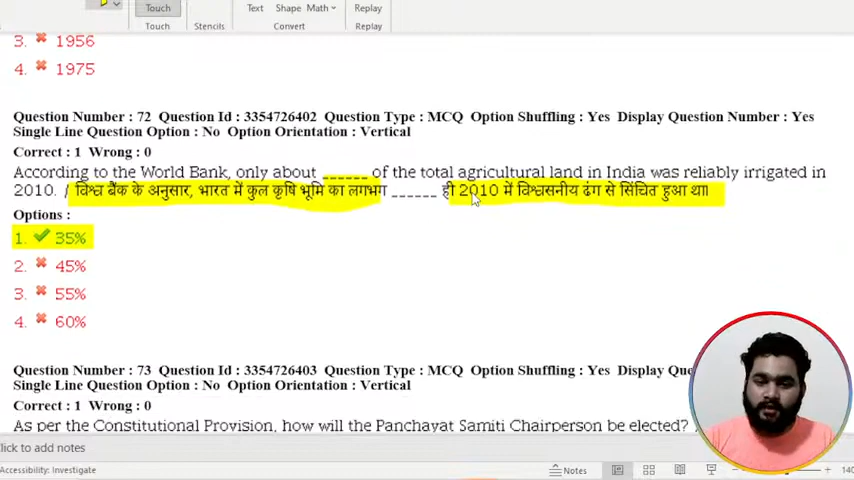 Touch
Text
Shape
Math
Replay
Touch
Stencils
Convert
Replay
3. 1956
4. 1975
Question Number : 72 Question Id : 3354726402 Question Type : MCQ Option Shuffling : Yes Display Question Number : Yes
Single Line Question Option : No Option Orientation : Vertical
Correct : 1 Wrong : 0
According to the World Bank, only about ______ of the total agricultural land in India was reliably irrigated in
2010. / विश्व बैंक के अनुसार, भारत में कुल कृषि भूमि का लगभग ______ ही 2010 में विश्वसनीय ढंग से सिंचित हुआ था।
Options :
1. 35%
2. 45%
3. 55%
4. 60%
Question Number : 73 Question Id : 3354726403 Question Type : MCQ Option Shuffling : Yes Display
Single Line Question Option : No Option Orientation : Vertical
Correct : 1 Wrong : 0
As per the Constitutional Provision, how will the Panchayat Samiti Chairperson be elected?
lick to add notes
Accessibility: Investigate
Notes